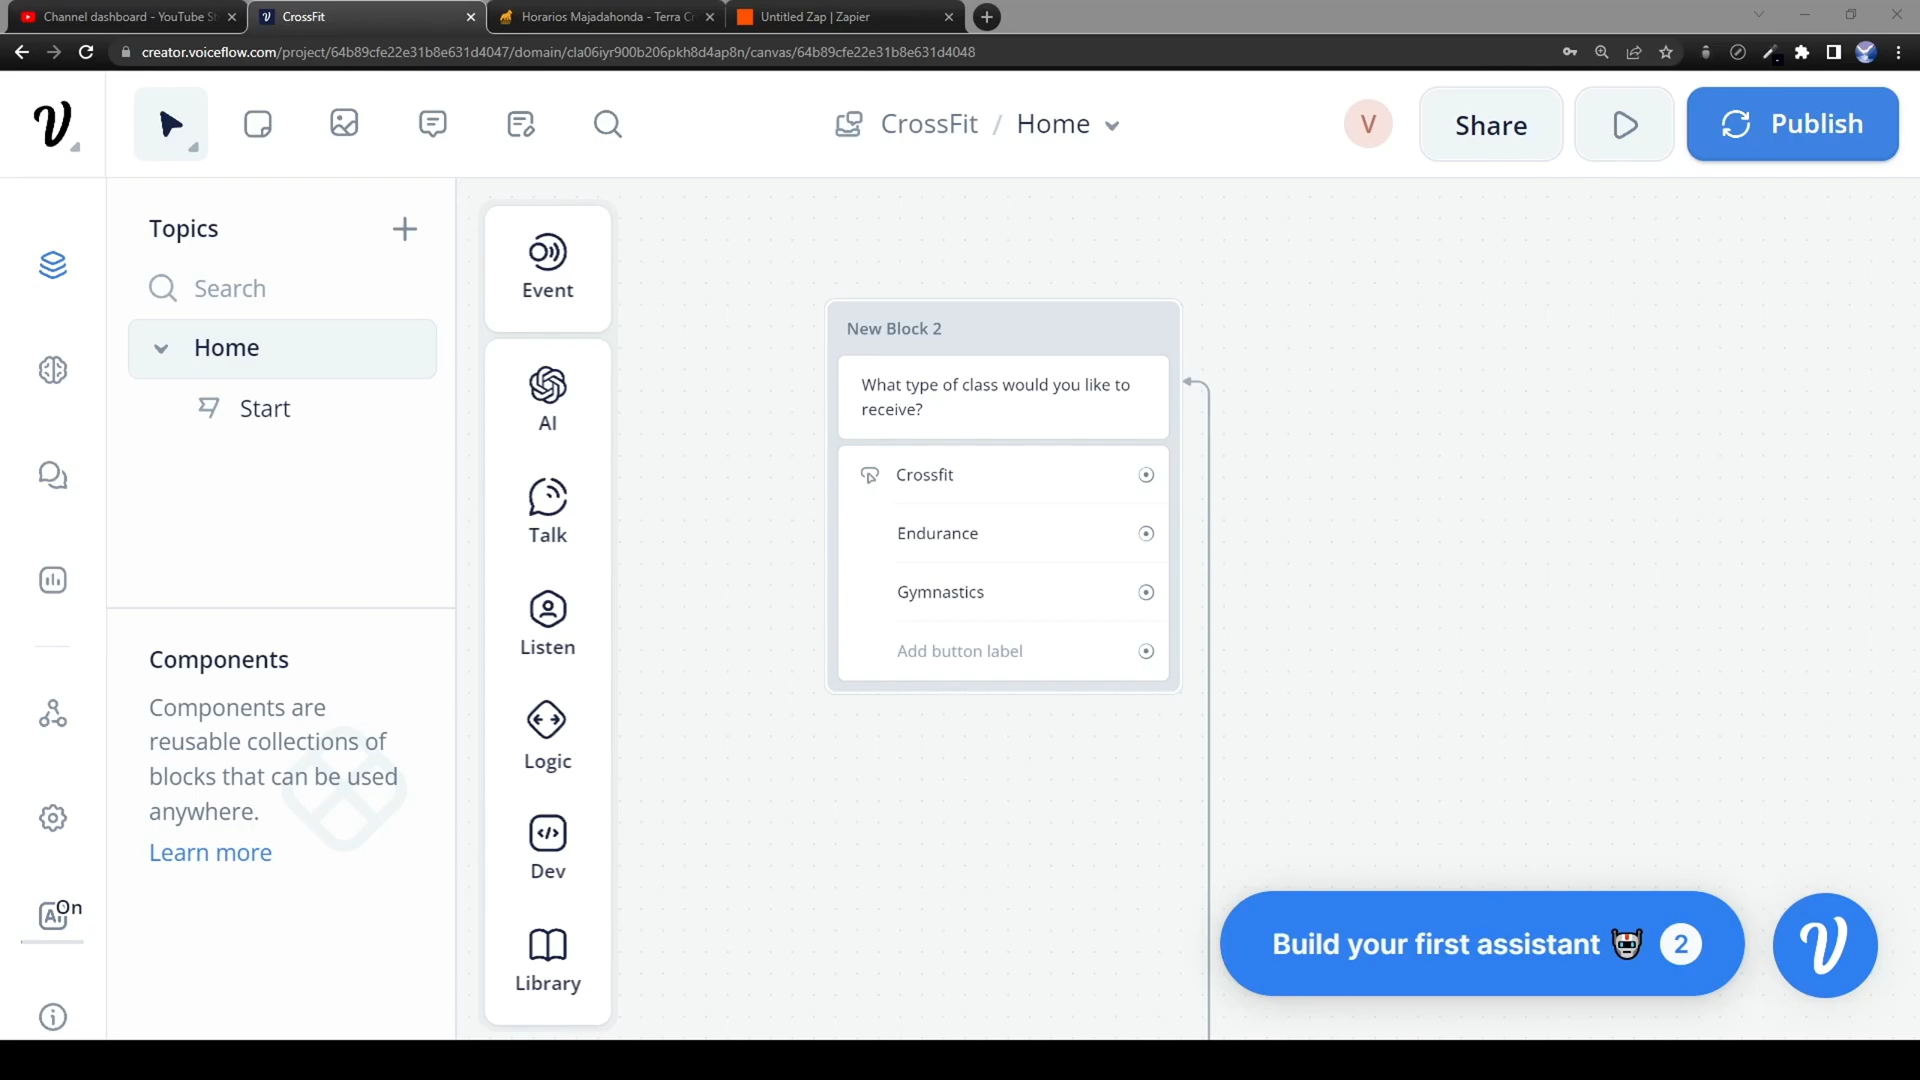 Channel dashboard - YouTube St
CrossFit
Horarios Majadahonda - Terra Cr
Untitled Zap | Zapier
creator.voiceflow.com/project/64b89cfe22e31b8e631d4047/domain/cla06iyr900b206pkh8d4ap8n/canvas/64b89cfe22e31b8e631d4048
CrossFit / Home
V
Share
Publish
Topics
Search
Home
Start
Components
Components are
reusable collections of
blocks that can be used
anywhere.
Learn more
On
Event
AI
Talk
Listen
Logic
Dev
Library
New Block 2
What type of class would you like to
receive?
Crossfit
Endurance
Gymnastics
Add button label
Build your first assistant 2